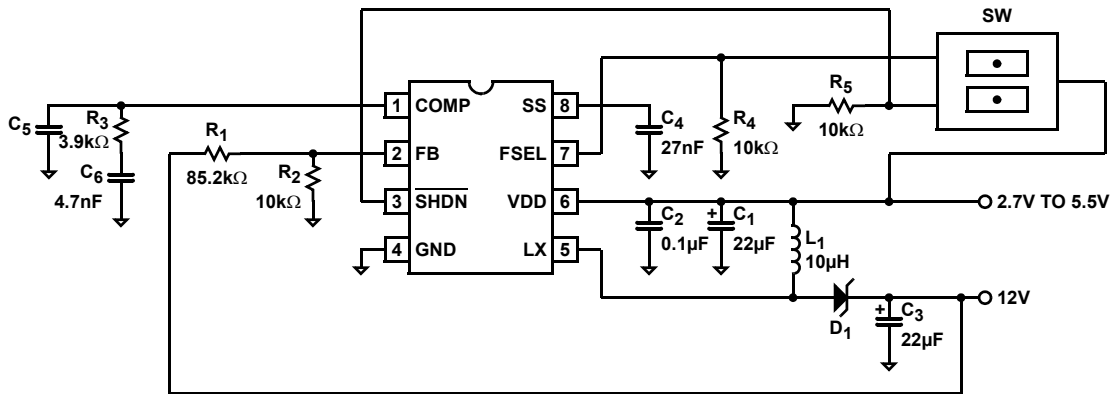 SW
R5
10kΩ
1 COMP
SS 8
C5
R3
3.9kΩ
C4
27nF
R4
10kΩ
R1
85.2kΩ
2 FB
FSEL 7
C6
4.7nF
R2
10kΩ
3 SHDN
VDD 6
2.7V TO 5.5V
C2
0.1µF
+ C1
22µF
L1
10µH
4 GND
LX 5
D1
12V
+ C3
22µF